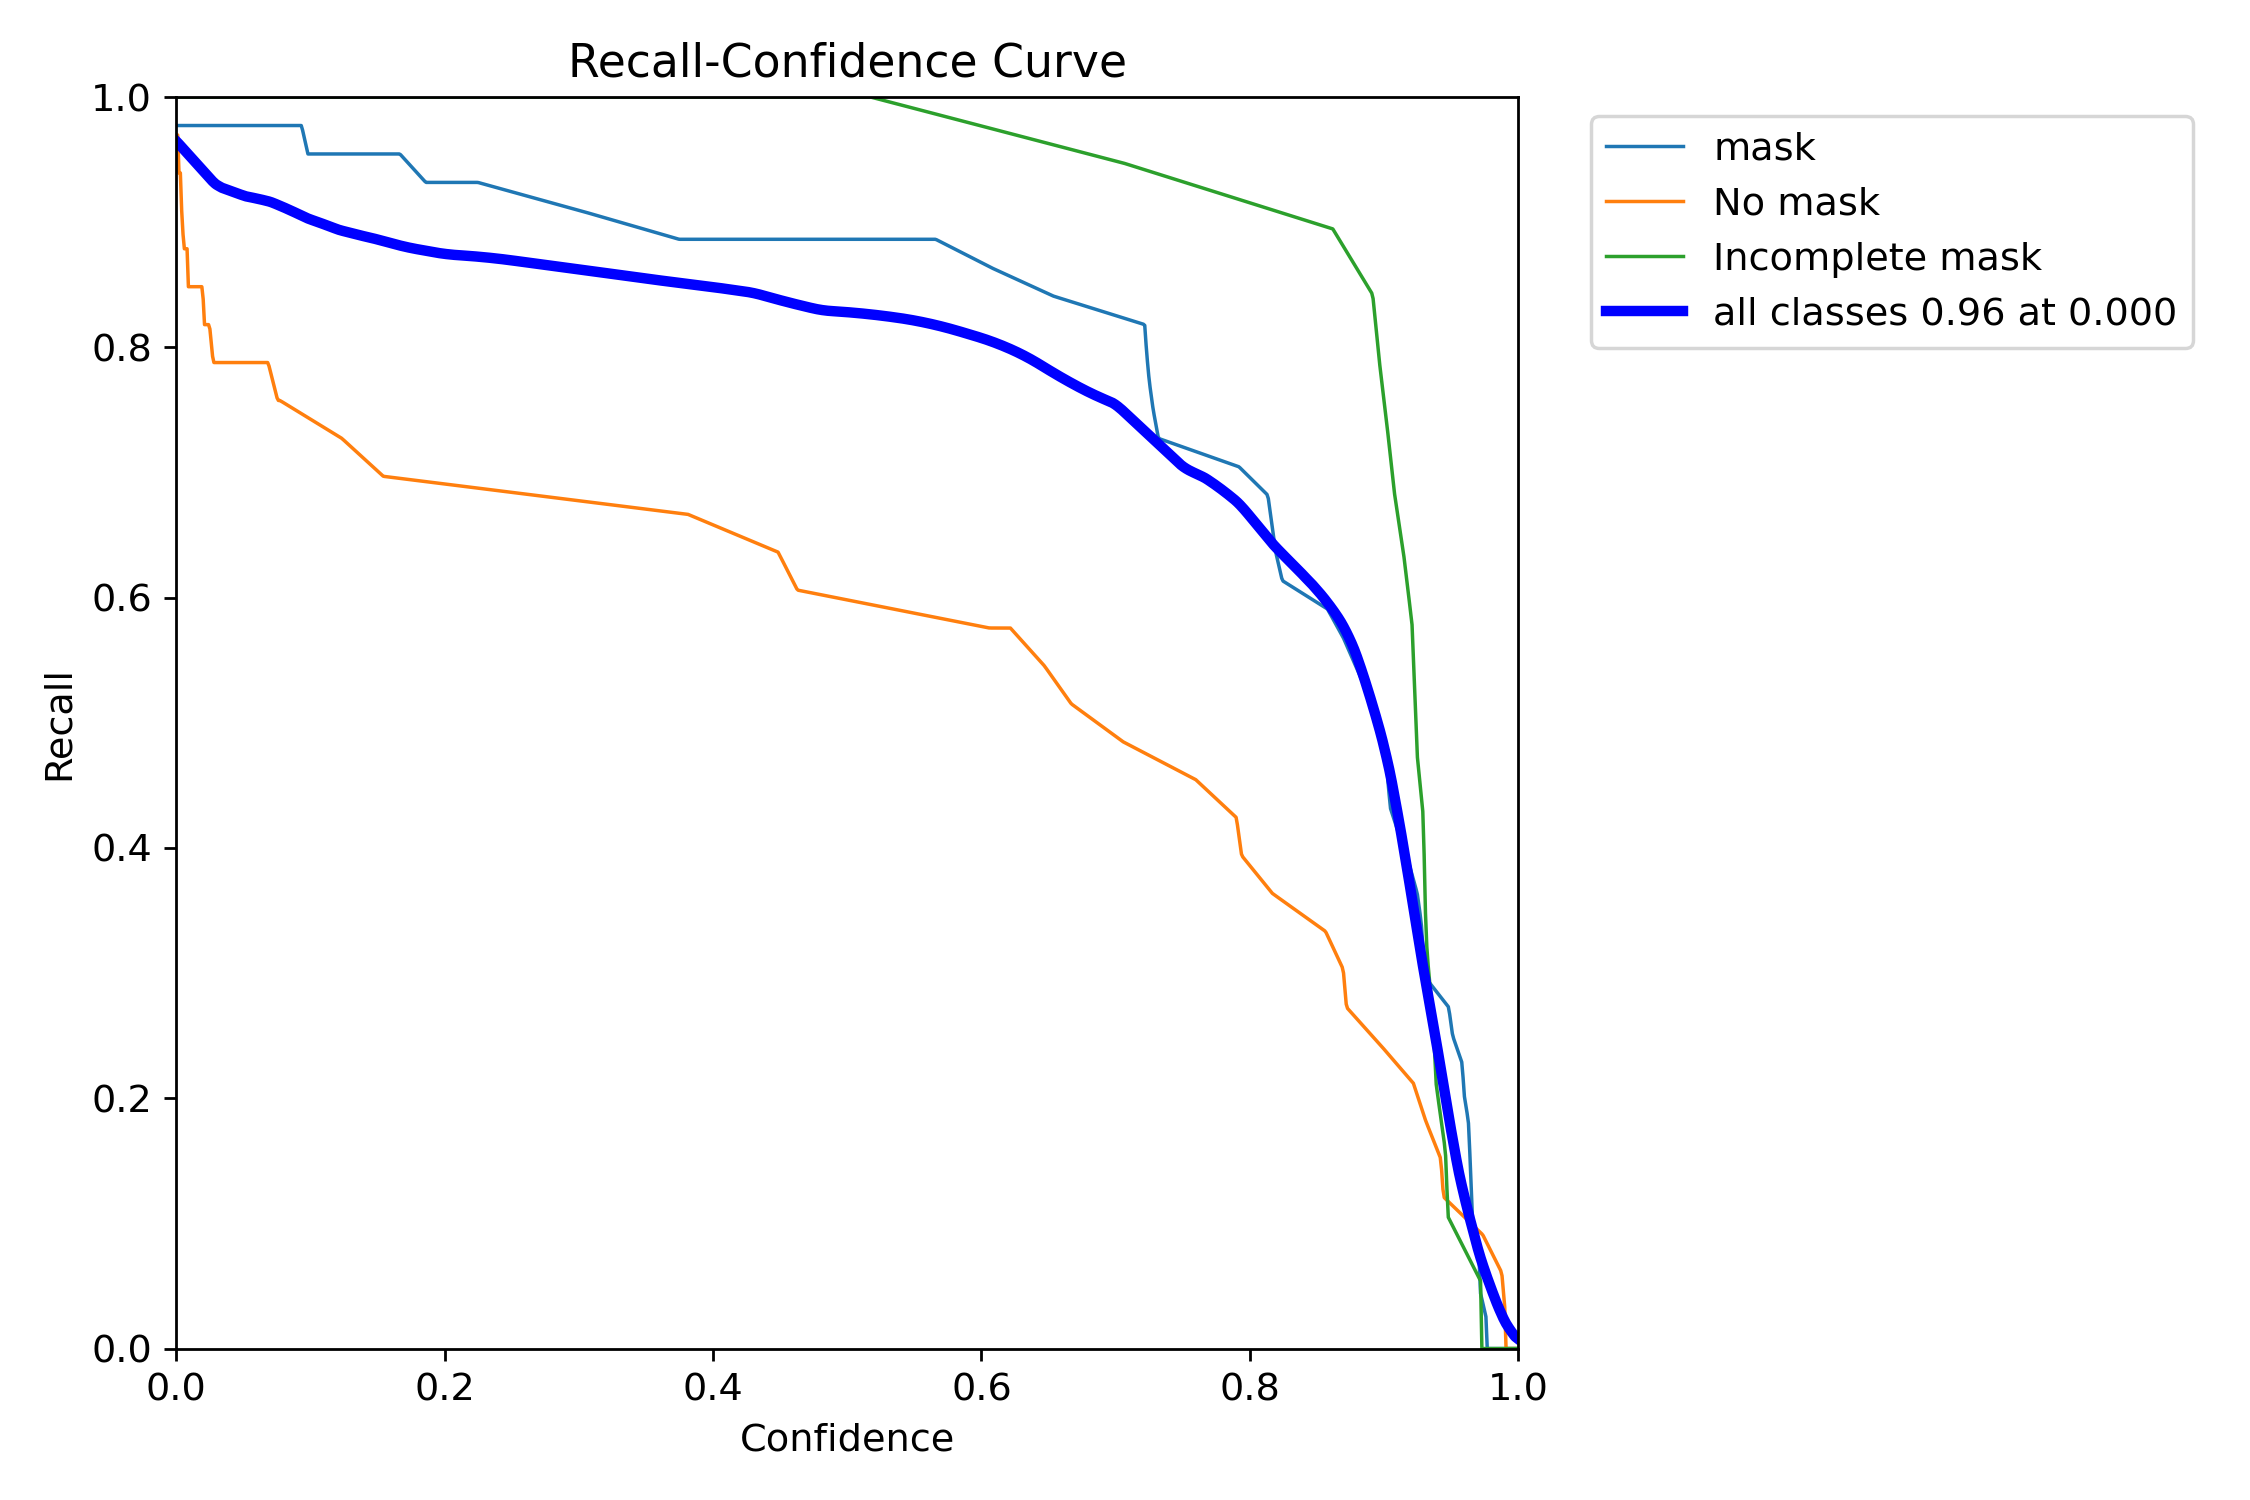 Recall-Confidence Curve
1.0
0.8
0.6
0.4
0.2
0.0
Recall
0.0 0.2 0.4 0.6 0.8 1.0
Confidence
mask
No mask
Incomplete mask
all classes 0.96 at 0.000